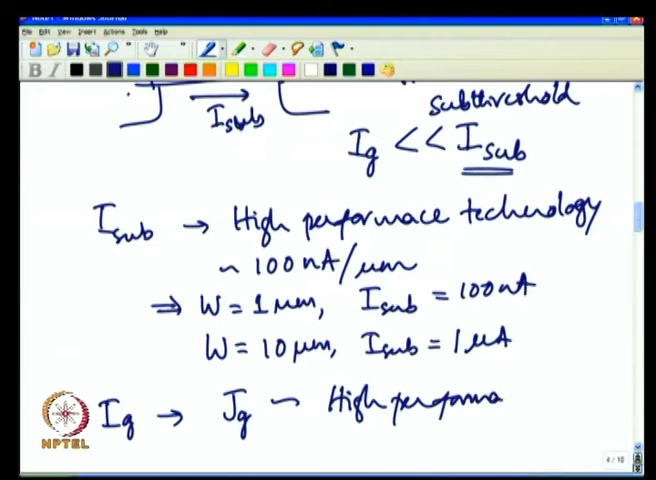 Note1 - Windows Journal
File Edit View Insert Actions Tools Help
B I
subthreshold
Isub
Ig << Isub
Isub → High performace technology
~ 100 nA/μm
⇒ W = 1 μm, Isub = 100 nA
W = 10 μm, Isub = 1 μA
Ig → Jg ~ High performa
NPTEL
4 / 10